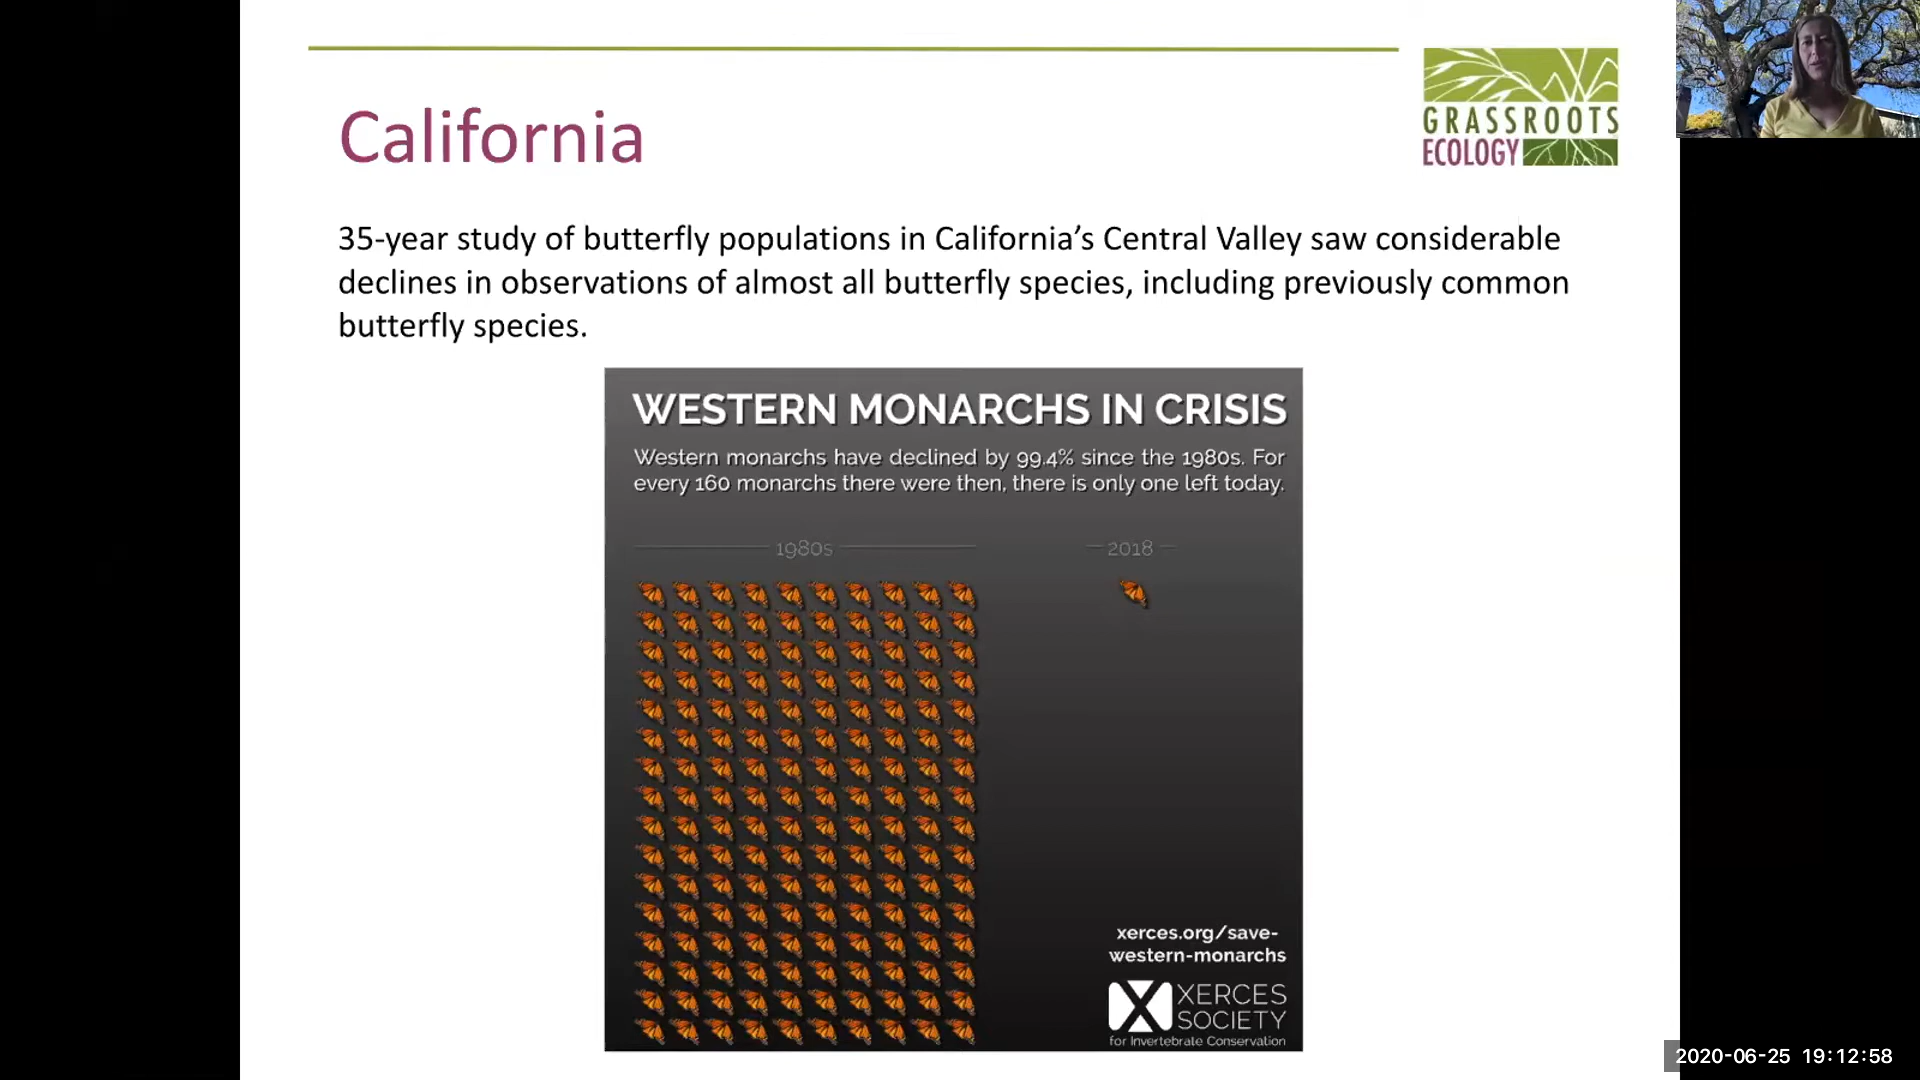 California
GRASSROOTS
ECOLOGY
35-year study of butterfly populations in California’s Central Valley saw considerable
declines in observations of almost all butterfly species, including previously common
butterfly species.
WESTERN MONARCHS IN CRISIS
Western monarchs have declined by 99.4% since the 1980s. For
every 160 monarchs there were then, there is only one left today.
1980s
2018
xerces.org/save-
western-monarchs
XERCES
SOCIETY
for Invertebrate Conservation
2020-06-25 19:12:58